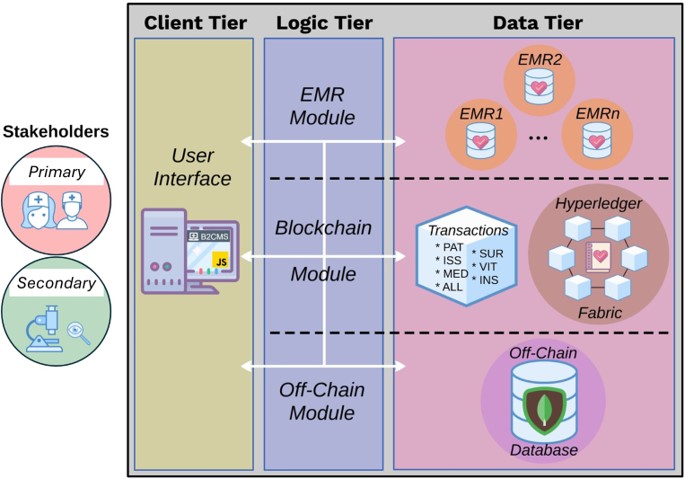 Client Tier
Logic Tier
Data Tier
Stakeholders
Primary
Secondary
User
Interface
B2CMS
JS
EMR
Module
Blockchain
Module
Off-Chain
Module
EMR2
EMR1
...
EMRn
Transactions
* PAT
* ISS
* MED
* ALL
* SUR
* VIT
* INS
Hyperledger
Fabric
Off-Chain
Database